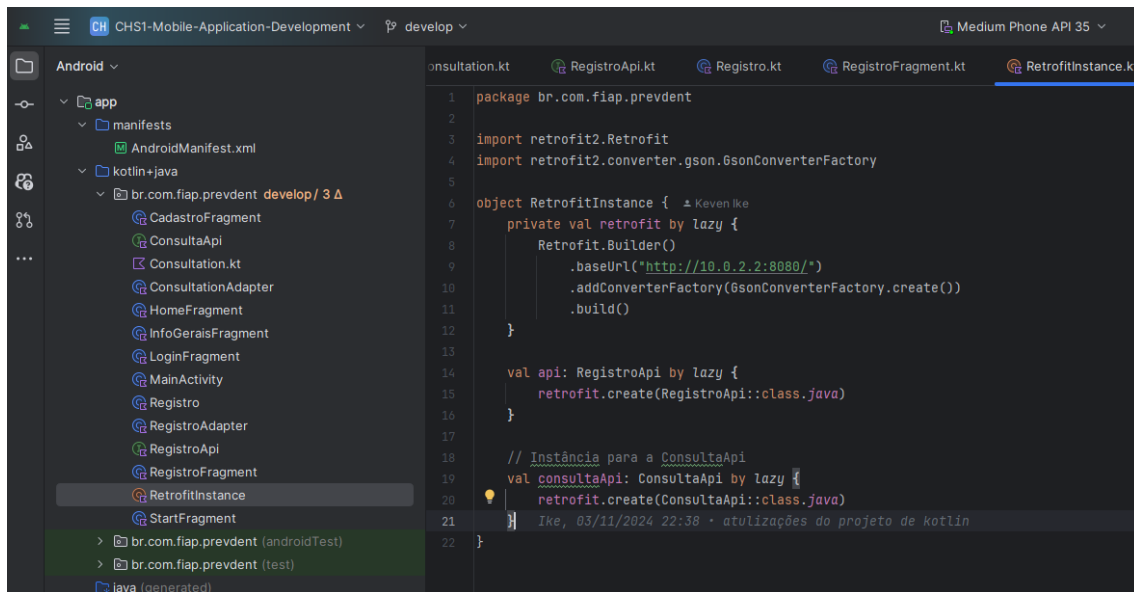 CH CHS1-Mobile-Application-Development develop Medium Phone API 35
Android
app
manifests
AndroidManifest.xml
kotlin+java
br.com.fiap.prevdent develop / 3 Δ
CadastroFragment
ConsultaApi
Consultation.kt
ConsultationAdapter
HomeFragment
InfoGeraisFragment
LoginFragment
MainActivity
Registro
RegistroAdapter
RegistroApi
RegistroFragment
RetrofitInstance
StartFragment
br.com.fiap.prevdent (androidTest)
br.com.fiap.prevdent (test)
java (generated)
onsultation.kt RegistroApi.kt Registro.kt RegistroFragment.kt RetrofitInstance.k
1 package br.com.fiap.prevdent
2
3 import retrofit2.Retrofit
4 import retrofit2.converter.gson.GsonConverterFactory
5
6 object RetrofitInstance { Keven Ike
7 private val retrofit by lazy {
8 Retrofit.Builder()
9 .baseUrl("http://10.0.2.2:8080/")
10 .addConverterFactory(GsonConverterFactory.create())
11 .build()
12 }
13
14 val api: RegistroApi by lazy {
15 retrofit.create(RegistroApi::class.java)
16 }
17
18 // Instância para a ConsultaApi
19 val consultaApi: ConsultaApi by lazy {
20 retrofit.create(ConsultaApi::class.java)
21 } Ike, 03/11/2024 22:38 • atulizações do projeto de kotlin
22 }